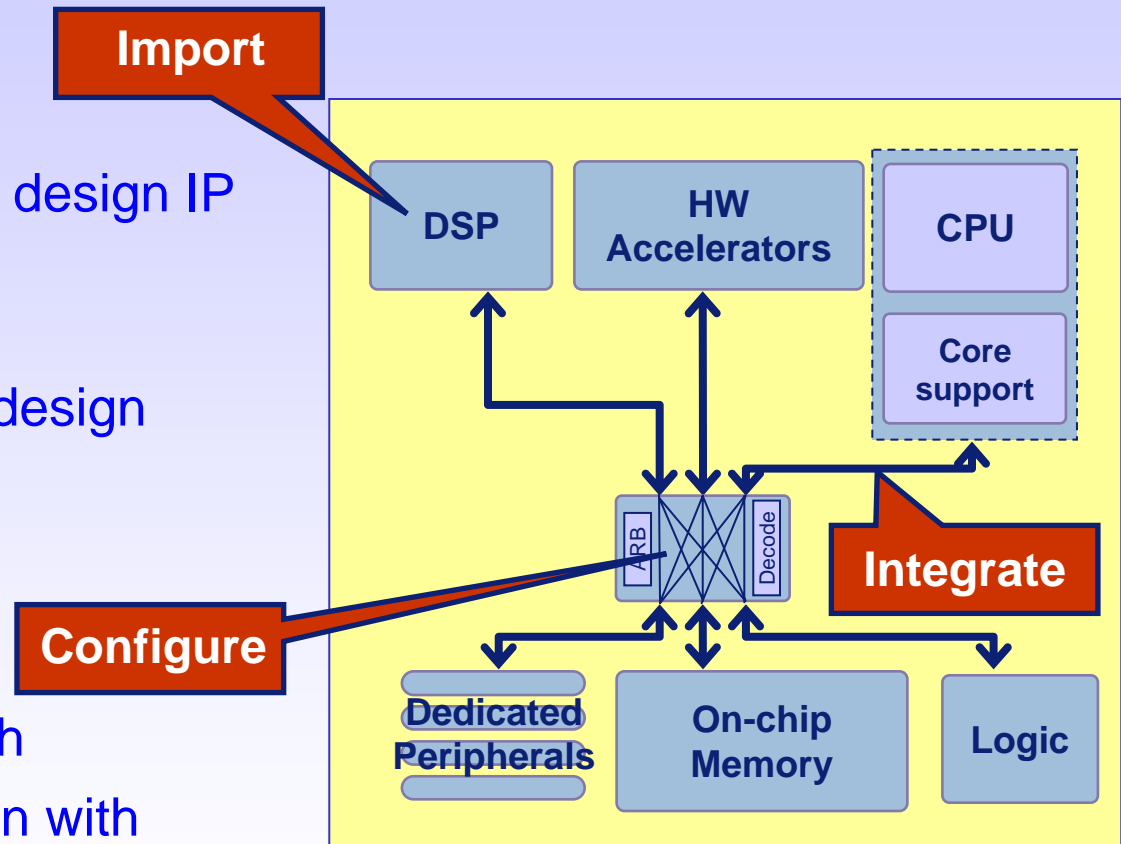 Import
design IP
DSP
HW
Accelerators
CPU
Core
support
design
ARB
Decode
Integrate
Configure
Dedicated
Peripherals
On-chip
Memory
Logic
n with